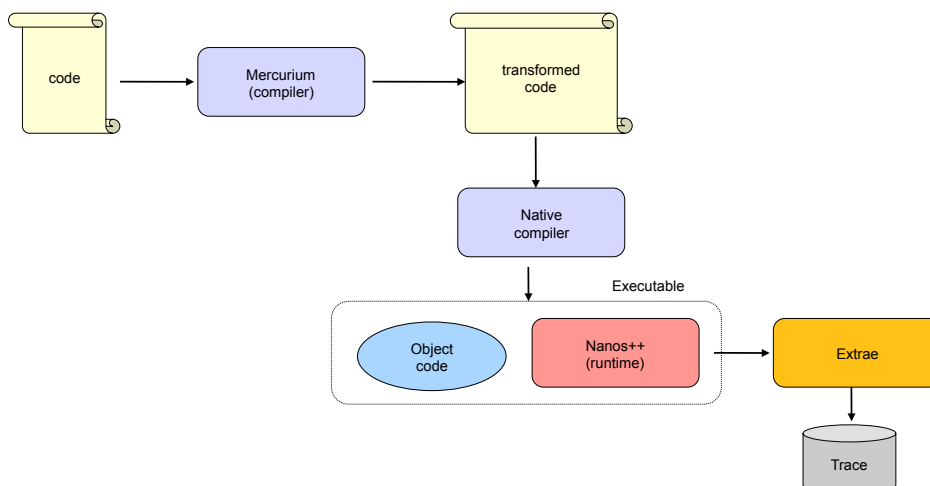 code
Mercurium
(compiler)
transformed
code
Native
compiler
Executable
Object
code
Nanos++
(runtime)
Extrae
Trace